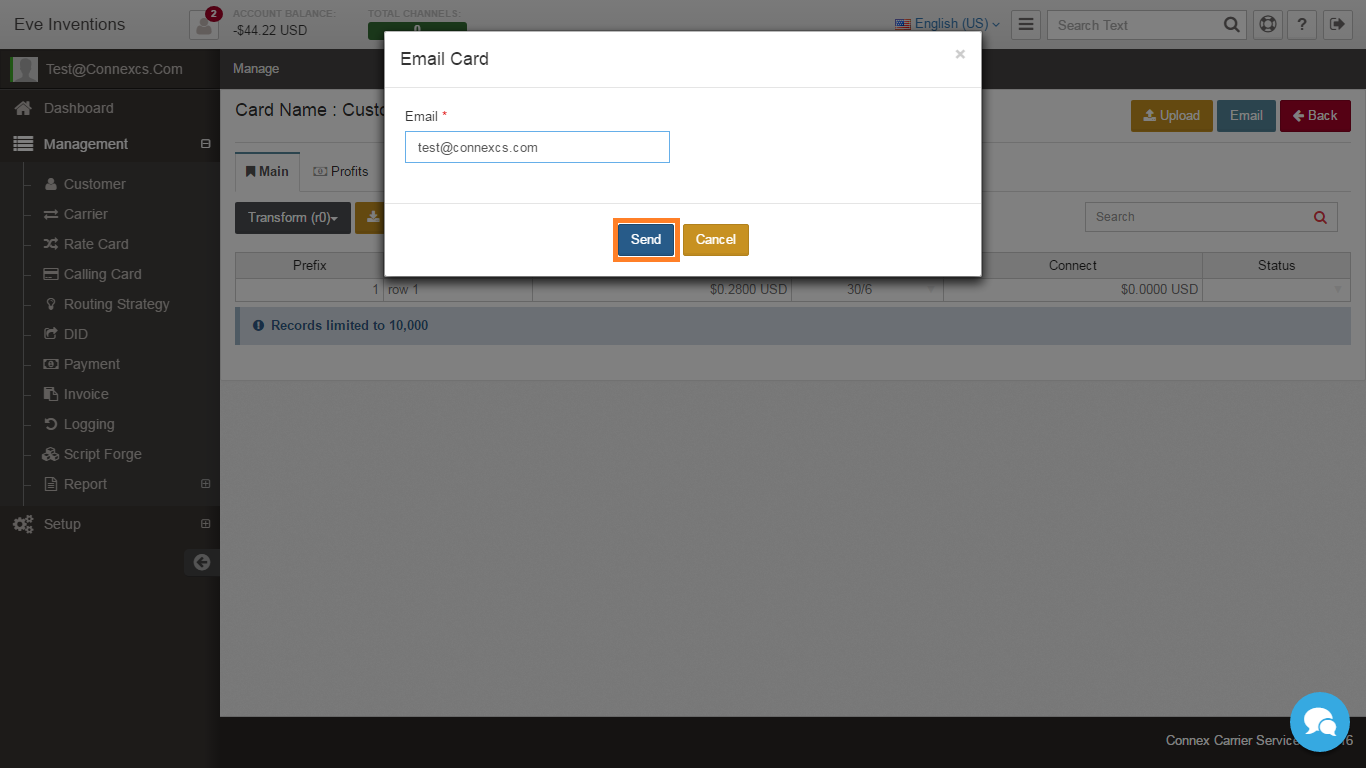 Eve Inventions
2
ACCOUNT BALANCE:
-$44.22 USD
TOTAL CHANNELS:
0
English (US)
Search Text
?
Test@Connexcs.Com
Manage
Dashboard
Management
Customer
Carrier
Rate Card
Calling Card
Routing Strategy
DID
Payment
Invoice
Logging
Script Forge
Report
Setup
Card Name : Custo
Upload
Email
Back
Main
Profits
Transform (r0)
Search
Email Card
×
Email *
test@connexcs.com
Send
Cancel
Prefix
Connect
Status
1
row 1
$0.2800 USD
30/6
$0.0000 USD
Records limited to 10,000
Connex Carrier Service
6